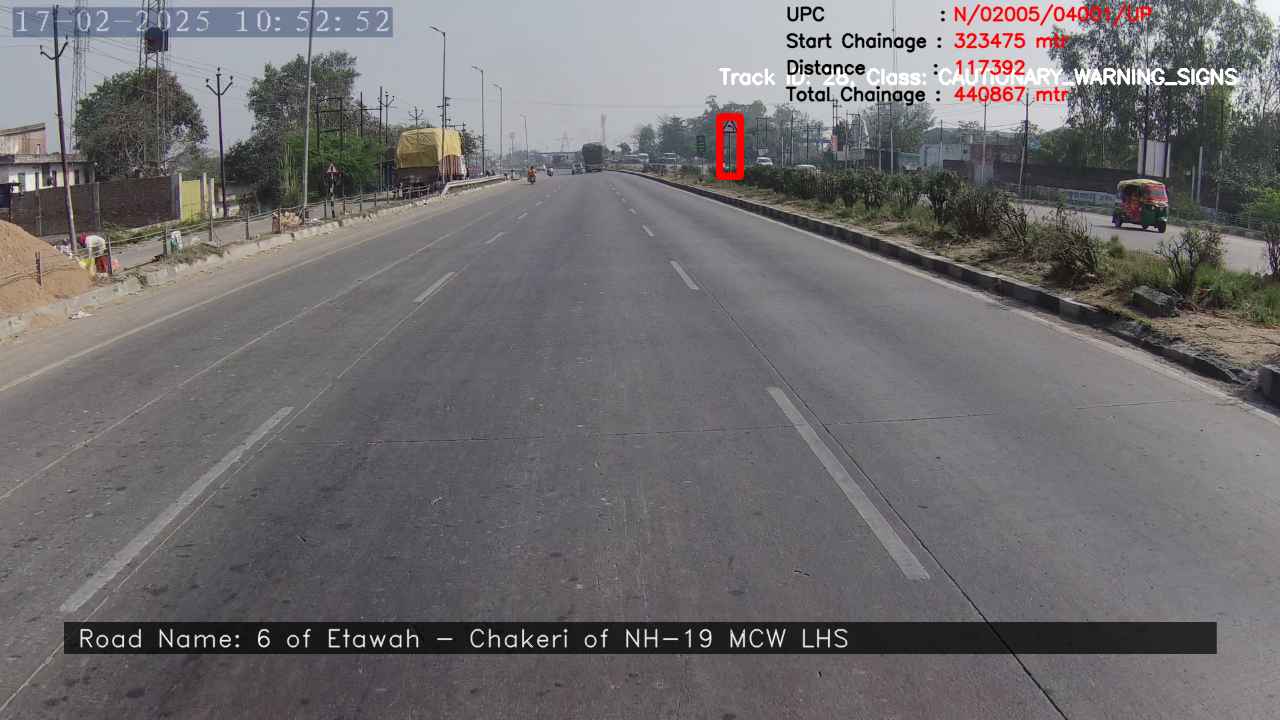 17-02-2025 10:52:52
UPC : N/02005/04001/UP
Start Chainage : 323475 mtr
Distance : 117392
Track ID: 28, Class: CAUTIONARY_WARNING_SIGNS
Total Chainage : 440867 mtr
Road Name: 6 of Etawah - Chakeri of NH-19 MCW LHS